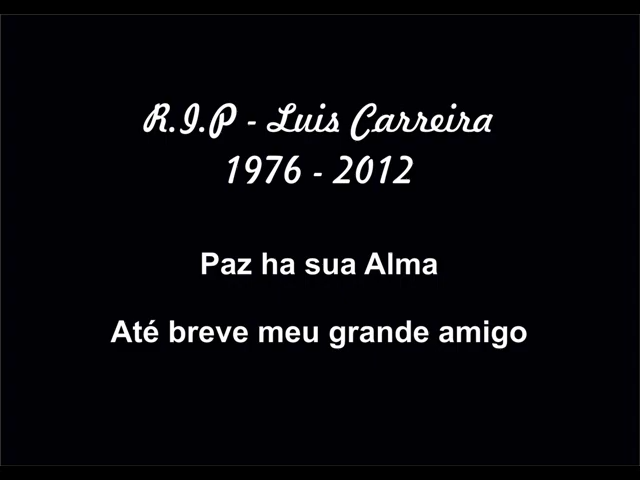 R.I.P - Luis Carreira
1976 - 2012
Paz ha sua Alma
Até breve meu grande amigo